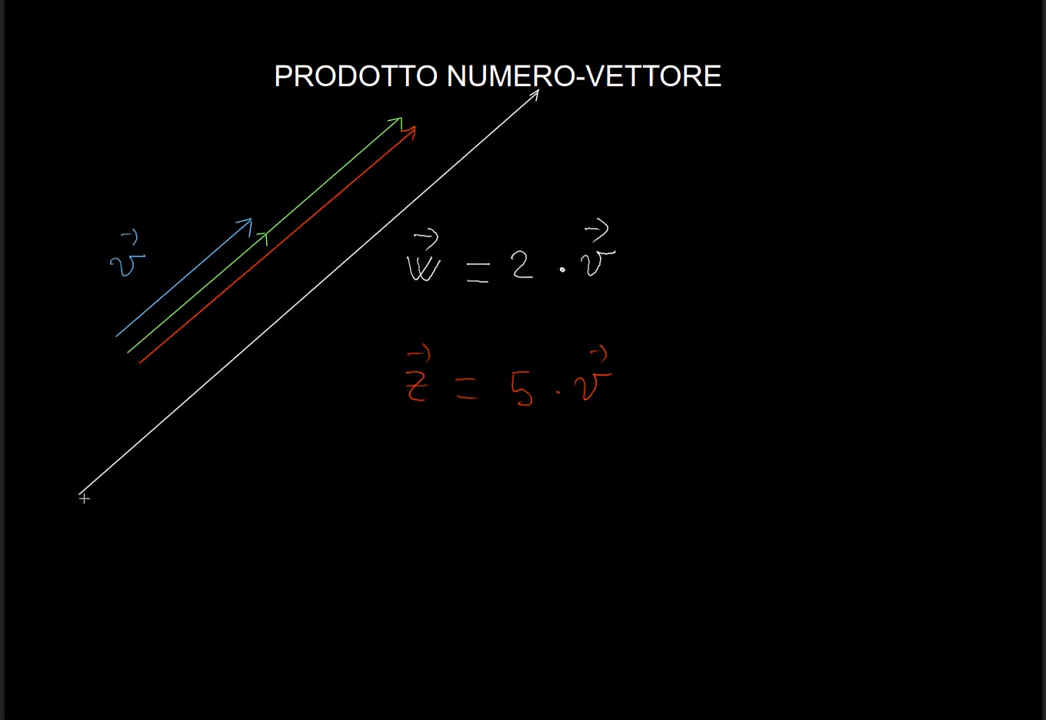 PRODOTTO NUMERO-VETTORE
v⃗
w⃗ = 2 · v⃗
z⃗ = 5 · v⃗